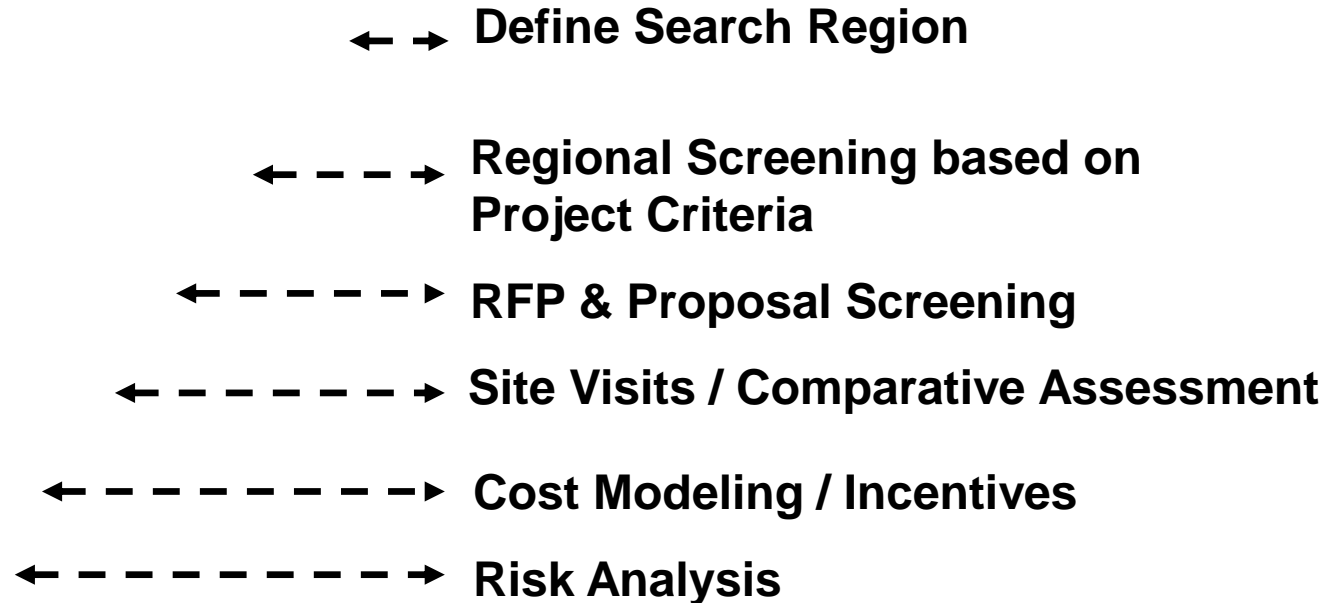 Define Search Region
Regional Screening based on
Project Criteria
RFP & Proposal Screening
Site Visits / Comparative Assessment
Cost Modeling / Incentives
Risk Analysis